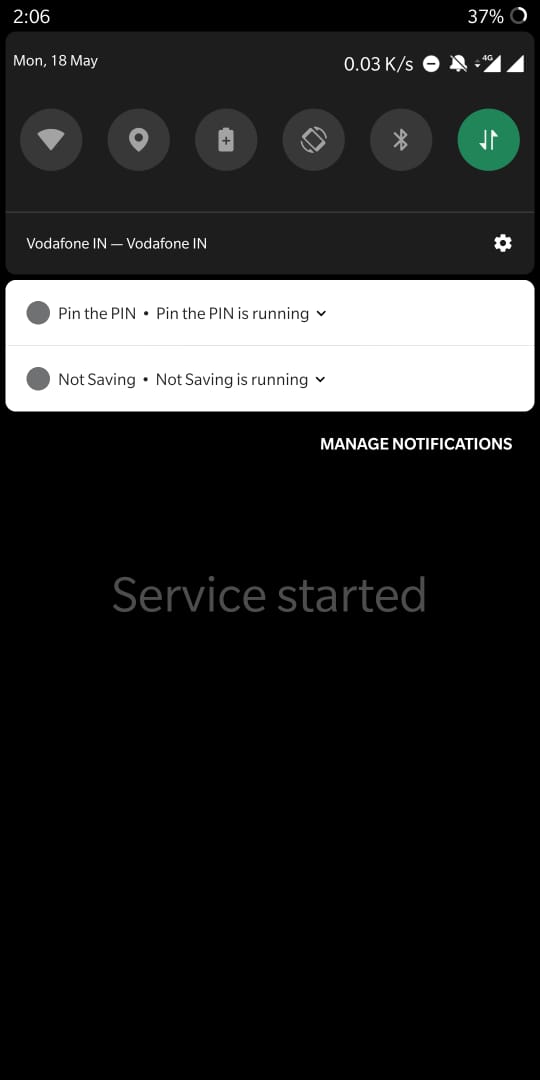 2:06 37%
Mon, 18 May 0.03 K/s 4G
Vodafone IN — Vodafone IN
Pin the PIN • Pin the PIN is running
Not Saving • Not Saving is running
MANAGE NOTIFICATIONS
Service started